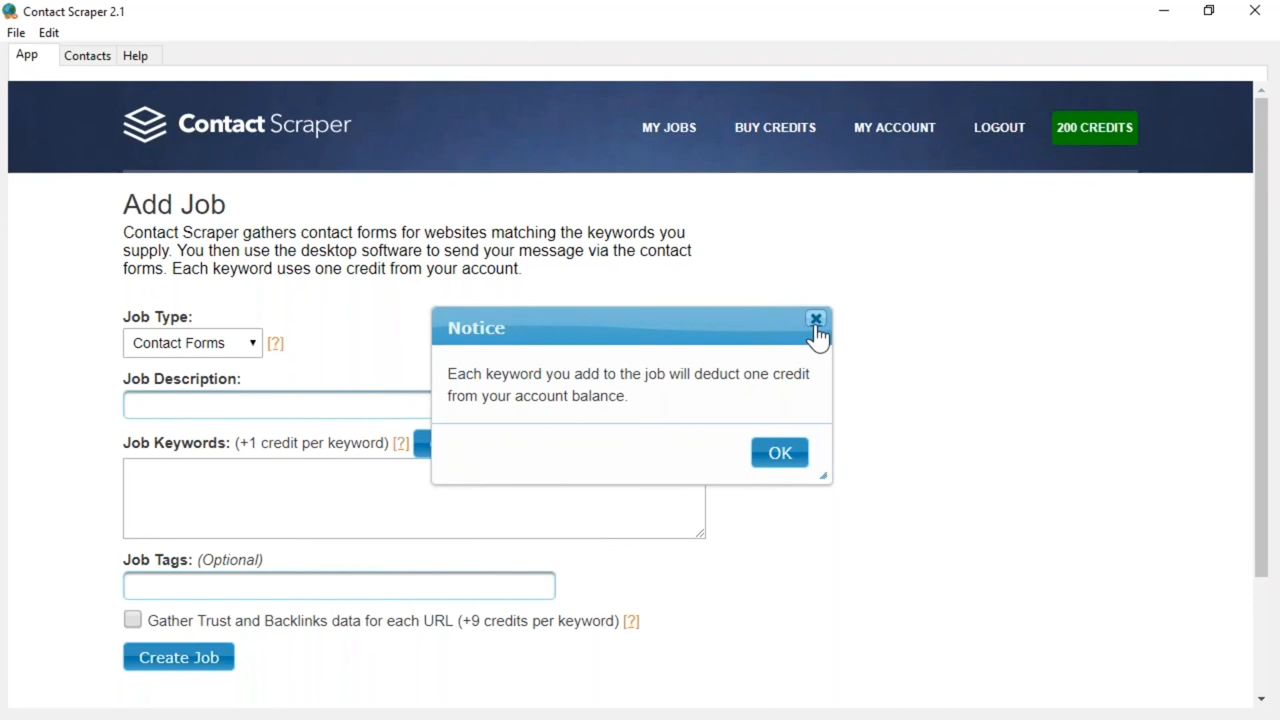 Contact Scraper 2.1
File Edit
App Contacts Help
Contact Scraper
MY JOBS BUY CREDITS MY ACCOUNT LOGOUT 200 CREDITS
Add Job
Contact Scraper gathers contact forms for websites matching the keywords you
supply. You then use the desktop software to send your message via the contact
forms. Each keyword uses one credit from your account.
Job Type:
Contact Forms [?]
Job Description:
Job Keywords: (+1 credit per keyword) [?]
Notice
Each keyword you add to the job will deduct one credit
from your account balance.
OK
Job Tags: (Optional)
Gather Trust and Backlinks data for each URL (+9 credits per keyword) [?]
Create Job